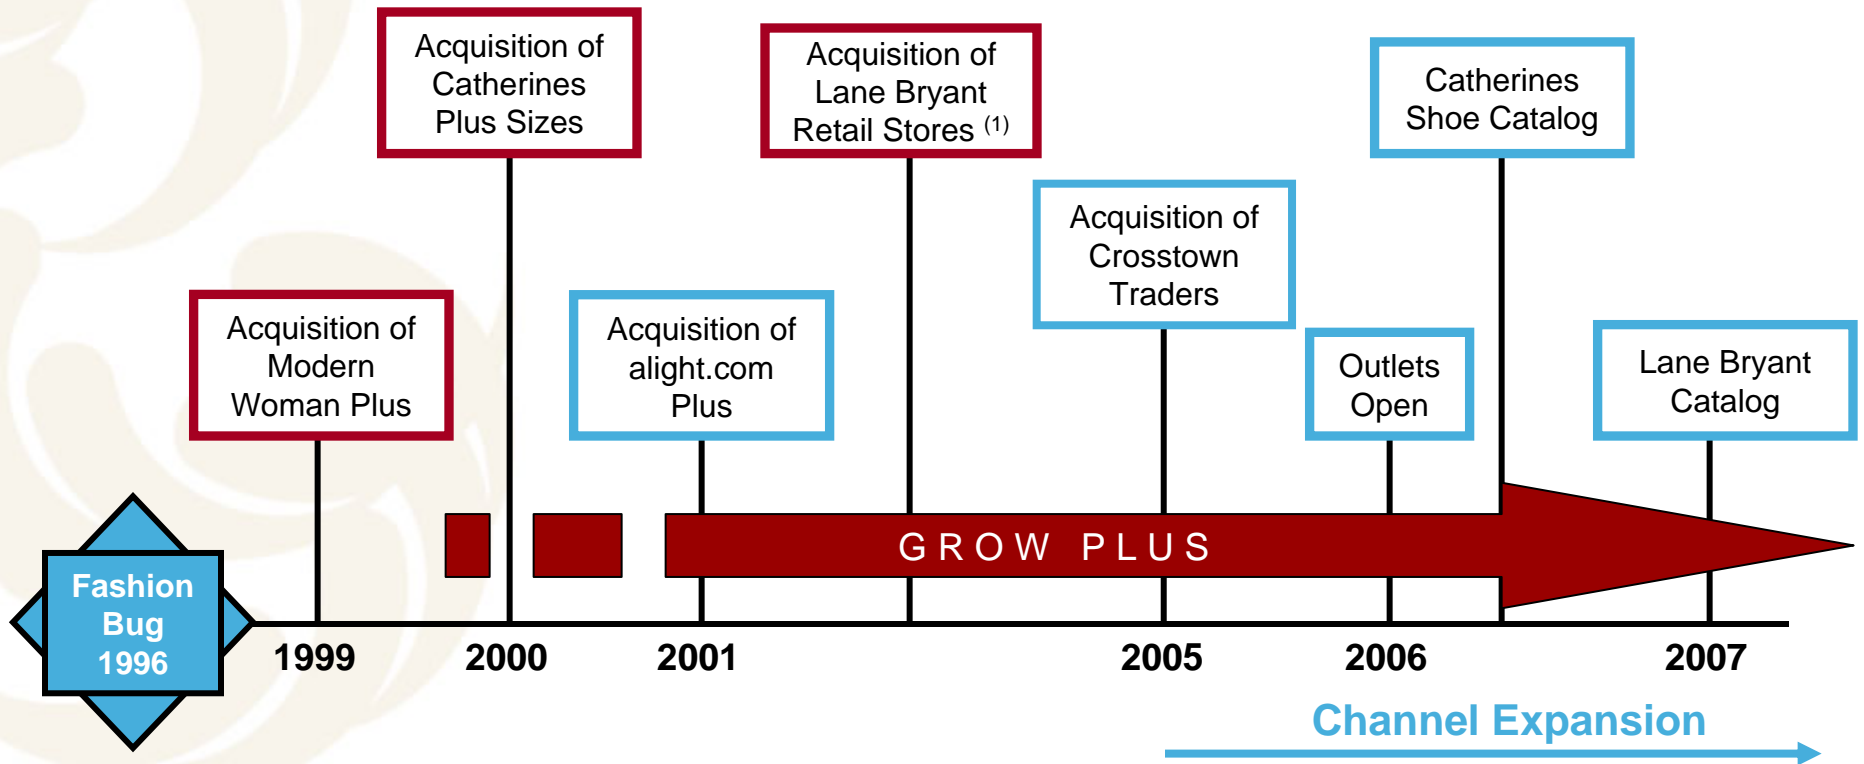 Acquisition of
Catherines
Plus Sizes
Acquisition of
Lane Bryant
Retail Stores (1)
Catherines
Shoe Catalog
Acquisition of
Crosstown
Traders
Acquisition of
Modern
Woman Plus
Acquisition of
alight.com
Plus
Outlets
Open
Lane Bryant
Catalog
GROW PLUS
Fashion
Bug
1996
1999
2000
2001
2005
2006
2007
Channel Expansion